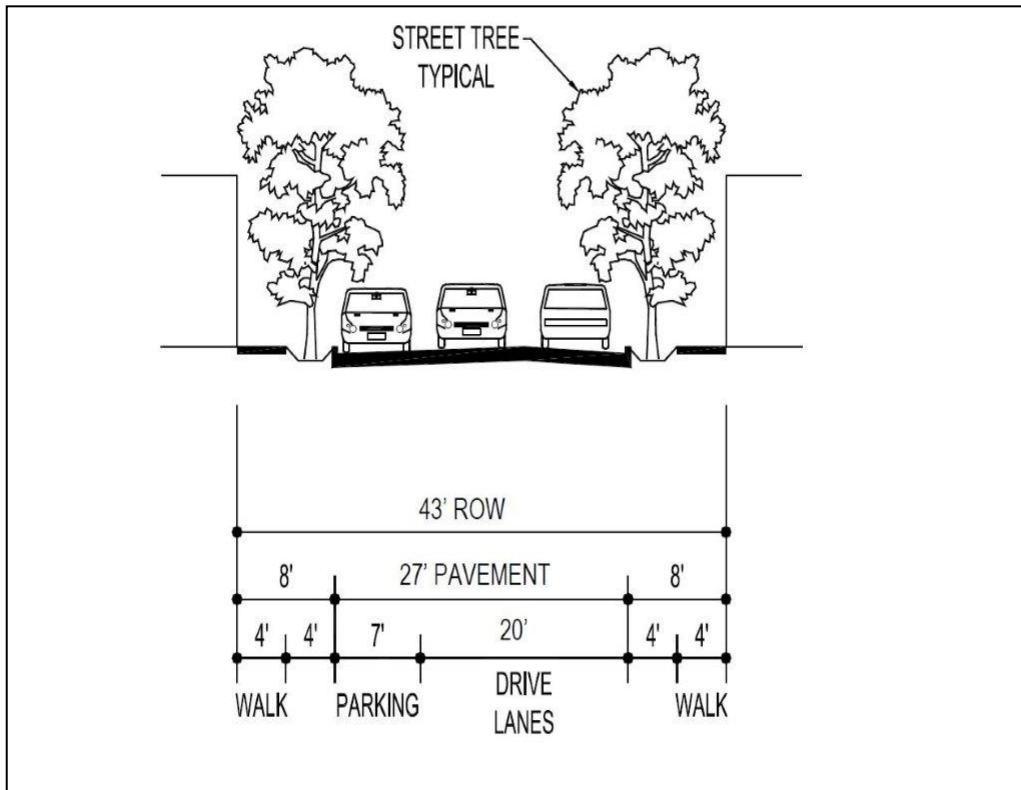 STREET TREE
TYPICAL
43' ROW
8' 27' PAVEMENT 8'
4' 4' 7' 20' 4' 4'
WALK PARKING DRIVE LANES WALK